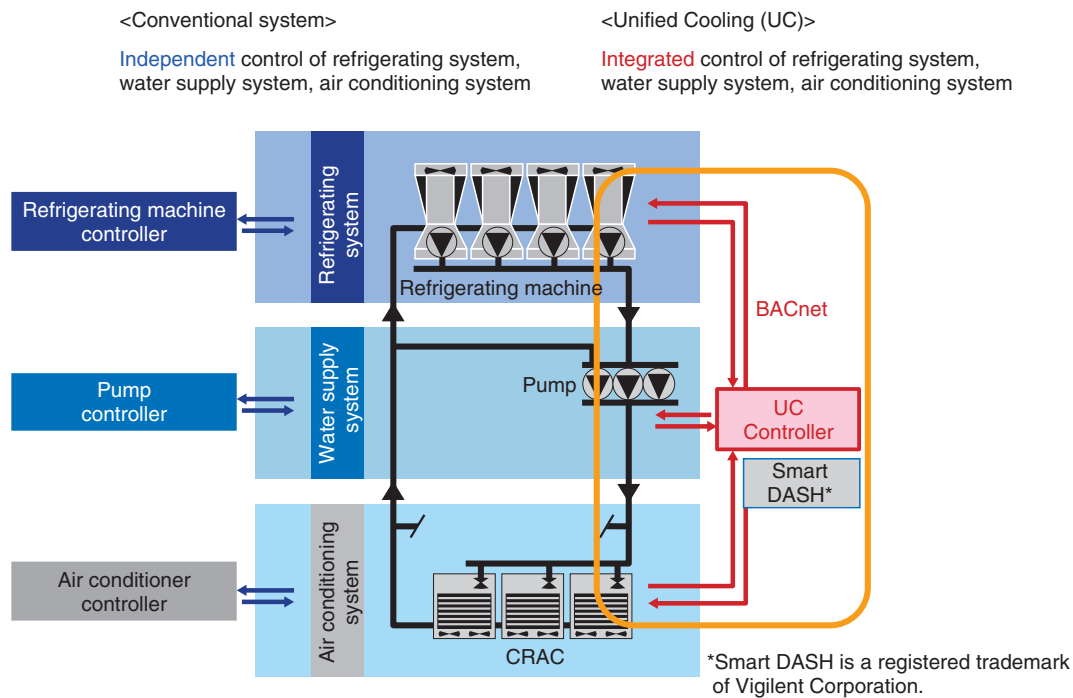 <Conventional system>
Independent control of refrigerating system,
water supply system, air conditioning system
<Unified Cooling (UC)>
Integrated control of refrigerating system,
water supply system, air conditioning system
Refrigerating machine
controller
Refrigerating
system
Refrigerating machine
BACnet
Pump
controller
Water supply
system
Pump
UC
Controller
Smart
DASH*
Air conditioner
controller
Air conditioning
system
CRAC
*Smart DASH is a registered trademark
of Vigilent Corporation.